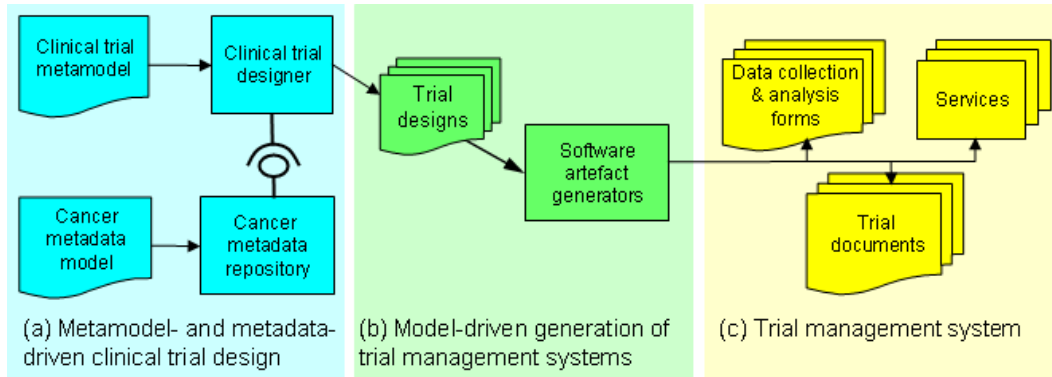 Clinical trial
metamodel
Clinical trial
designer
Cancer
metadata
model
Cancer
metadata
repository
(a) Metamodel- and metadata-
driven clinical trial design
Trial
designs
Software
artefact
generators
(b) Model-driven generation of
trial management systems
Data collection
& analysis
forms
Services
Trial
documents
(c) Trial management system